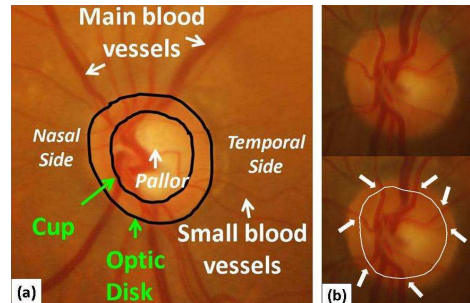 Main blood
vessels
Nasal
Side
Temporal
Side
Pallor
Cup
Small blood
vessels
Optic
Disk
(a)
(b)